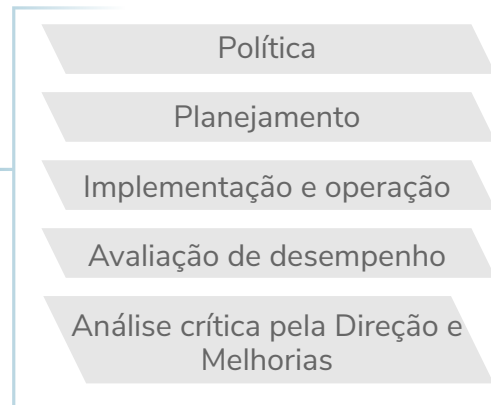 Política
Planejamento
Implementação e operação
Avaliação de desempenho
Análise crítica pela Direção e
Melhorias